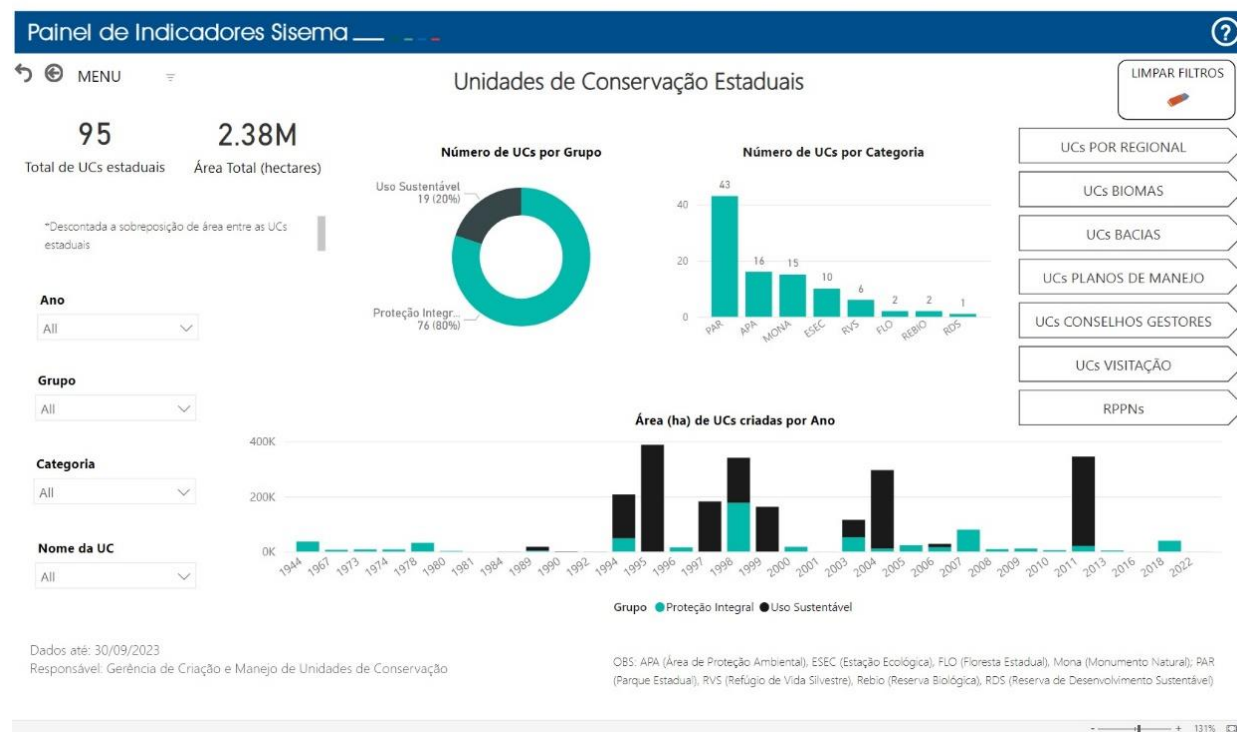 Painel de Indicadores Sisema
MENU
Unidades de Conservação Estaduais
LIMPAR FILTROS
95
Total de UCs estaduais
2.38M
Área Total (hectares)
*Descontada a sobreposição de área entre as UCs
estaduais
Número de UCs por Grupo
Uso Sustentável
19 (20%)
Proteção Integr...
76 (80%)
Número de UCs por Categoria
40
20
0
43
16
15
10
6
2
2
1
PAR
APA
MONA
ESEC
RVS
FLO
REBIO
RDS
UCs POR REGIONAL
UCs BIOMAS
UCs BACIAS
UCs PLANOS DE MANEJO
UCs CONSELHOS GESTORES
UCs VISITAÇÃO
RPPNs
Ano
All
Grupo
All
Categoria
All
Nome da UC
All
Área (ha) de UCs criadas por Ano
400K
200K
0K
1944
1967
1973
1974
1978
1980
1981
1984
1989
1990
1992
1994
1995
1996
1997
1998
1999
2000
2001
2003
2004
2005
2006
2007
2008
2009
2010
2011
2013
2016
2018
2022
Grupo Proteção Integral Uso Sustentável
Dados até: 30/09/2023
Responsável: Gerência de Criação e Manejo de Unidades de Conservação
OBS: APA (Área de Proteção Ambiental), ESEC (Estação Ecológica), FLO (Floresta Estadual), Mona (Monumento Natural); PAR
(Parque Estadual), RVS (Refúgio de Vida Silvestre), Rebio (Reserva Biológica), RDS (Reserva de Desenvolvimento Sustentável)
- + 131%